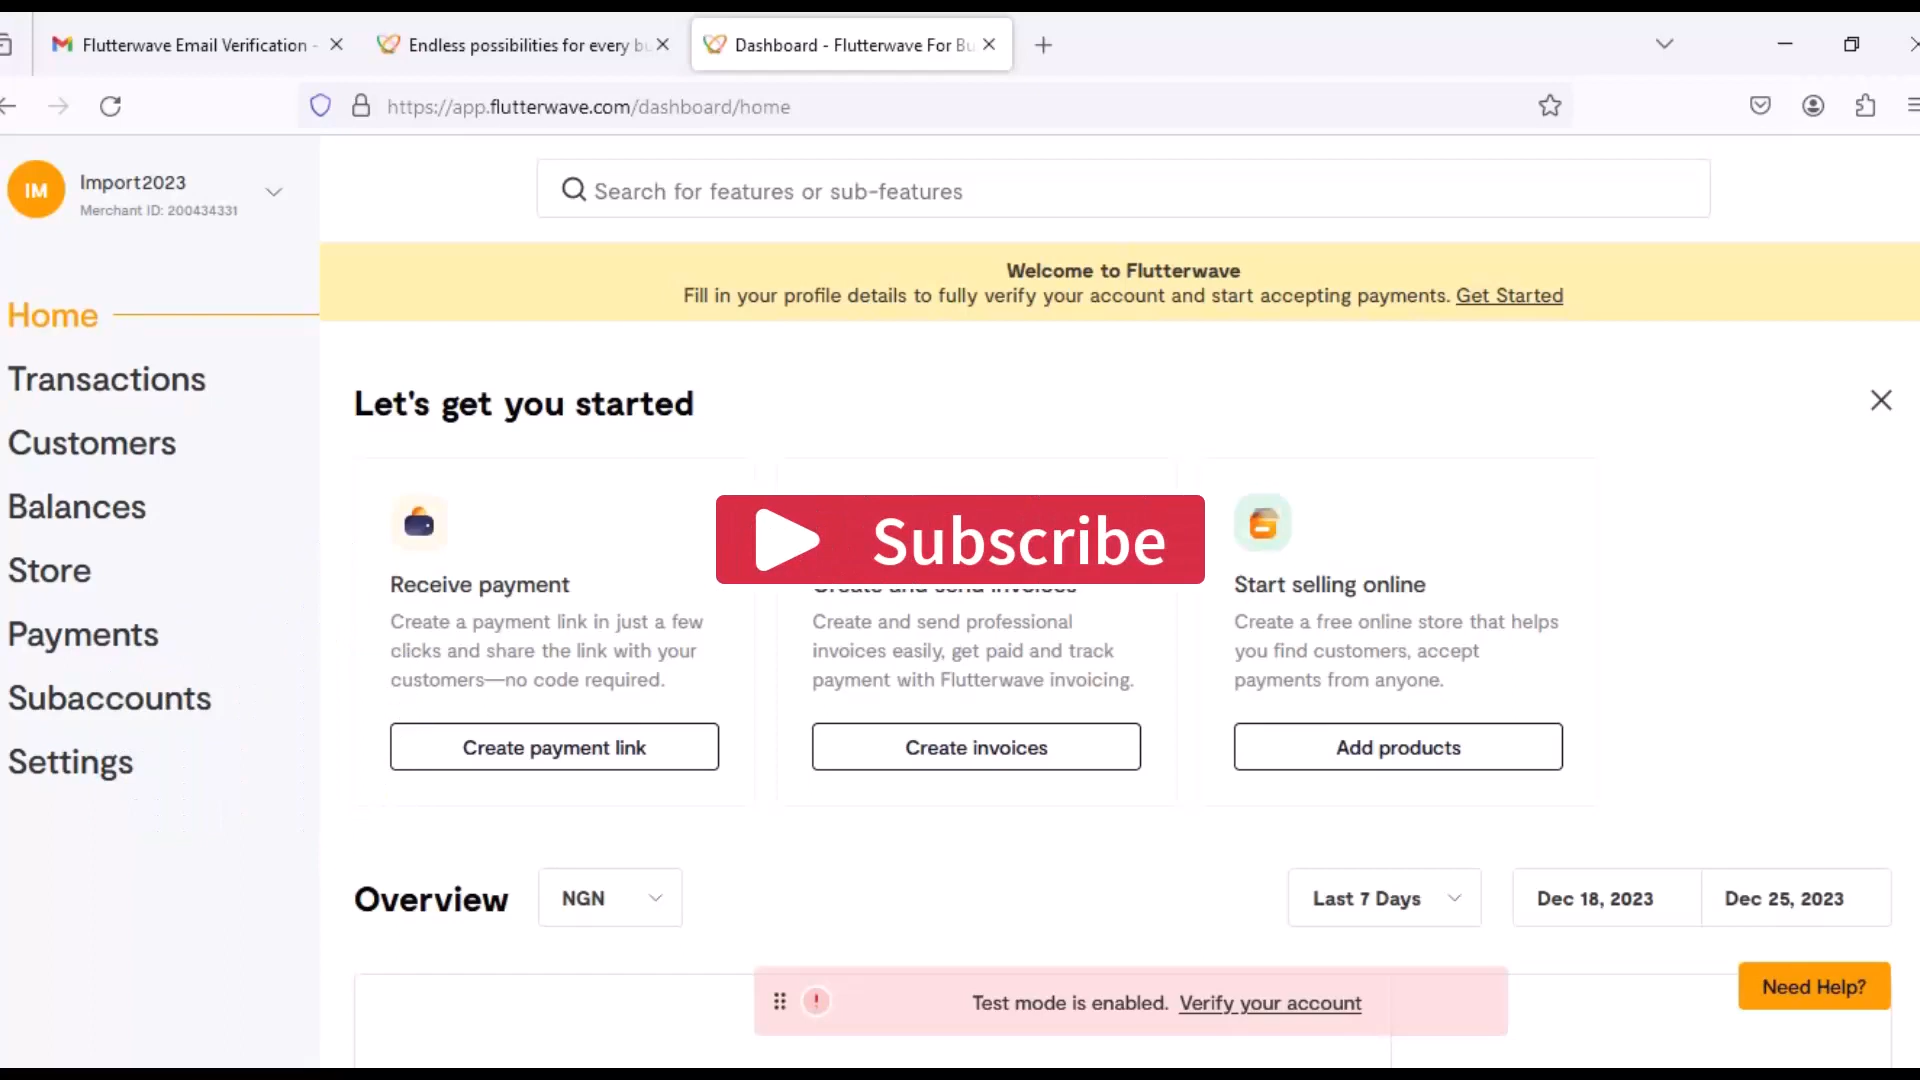 Flutterwave Email Verification -
Endless possibilities for every bu
Dashboard - Flutterwave For Bu
https://app.flutterwave.com/dashboard/home
IM
Import2023
Merchant ID: 200434331
Search for features or sub-features
Welcome to Flutterwave
Fill in your profile details to fully verify your account and start accepting payments. Get Started
Home
Transactions
Customers
Balances
Store
Payments
Subaccounts
Settings
Let's get you started
Subscribe
Receive payment
Create a payment link in just a few
clicks and share the link with your
customers—no code required.
Create payment link
Create and send invoices
Create and send professional
invoices easily, get paid and track
payment with Flutterwave invoicing.
Create invoices
Start selling online
Create a free online store that helps
you find customers, accept
payments from anyone.
Add products
Overview
NGN
Last 7 Days
Dec 18, 2023
Dec 25, 2023
Test mode is enabled. Verify your account
Need Help?